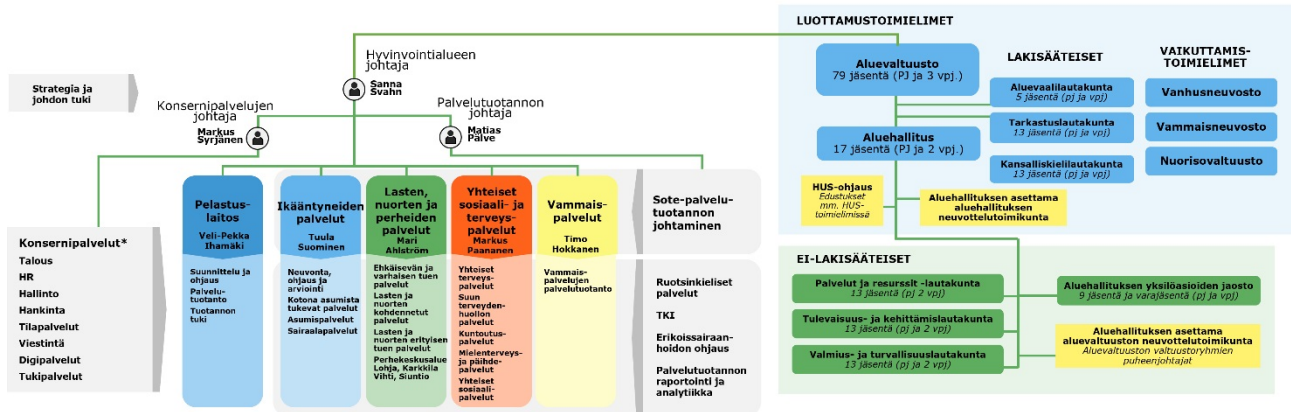 Strategia ja
johdon tuki
Hyvinvointialueen
johtaja
Sanna
Svahn
Konsernipalvelujen
johtaja
Markus
Syrjänen
Palvelutuotannon
johtaja
Matias
Pälve
Konsernipalvelut*
Talous
HR
Hallinto
Hankinta
Tilapalvelut
Viestintä
Digipalvelut
Tukipalvelut
Pelastus-
laitos
Veli-Pekka
Ihamäki
Suunnittelu ja
ohjaus
Palvelu-
tuotanto
Tuotannon
tuki
Ikääntyneiden
palvelut
Tuula
Suominen
Neuvonta,
ohjaus ja
arviointi
Kotona asumista
tukevat palvelut
Asumispalvelut
Sairaalapalvelut
Lasten,
nuorten ja
perheiden
palvelut
Mari
Ahlström
Ehkäisevän ja
varhaisen tuen
palvelut
Lasten ja
nuorten
kohdennetut
palvelut
Lasten ja
nuorten erityisen
tuen palvelut
Perhekeskusalue
Lohja, Karkkila
Vihti, Siuntio
Yhteiset
sosiaali- ja
terveys-
palvelut
Markus
Paananen
Yhteiset
terveys-
palvelut
Suun
terveyden-
huollon
palvelut
Kuntoutus-
palvelut
Mielenterveys-
ja päihde-
palvelut
Yhteiset
sosiaali-
palvelut
Vammais-
palvelut
Timo
Hokkanen
Vammais-
palvelujen
palvelutuotanto
Sote-palvelu-
tuotannon
johtaminen
Ruotsinkieliset
palvelut
TKI
Erikoissairaan-
hoidon ohjaus
Palvelutuotannon
raportointi ja
analytiikka
LUOTTAMUSTOIMIELIMET
Aluevaltuusto
79 jäsentä (PJ ja 3 vpj.)
Aluehallitus
17 jäsentä (PJ ja 2 vpj.)
LAKISÄÄTEISET
Aluevaalilautakunta
5 jäsentä (pj ja vpj)
Tarkastuslautakunta
13 jäsentä (pj ja vpj)
Kansalliskielilautakunta
13 jäsentä (pj ja vpj)
VAIKUTTAMIS-
TOIMIELIMET
Vanhusneuvosto
Vammaisneuvosto
Nuorisovaltuusto
HUS-ohjaus
Edustukset
mm. HUS-
toimielimissä
Aluehallituksen asettama
aluehallituksen
neuvottelutoimikunta
EI-LAKISÄÄTEISET
Palvelut ja resurssit -lautakunta
13 jäsentä (pj 2 vpj)
Tulevaisuus- ja kehittämislautakunta
13 jäsentä (pj ja 2 vpj)
Valmius- ja turvallisuuslautakunta
13 jäsentä (pj ja 2 vpj)
Aluehallituksen yksilöasioiden jaosto
9 jäsentä ja varajäsentä (pj ja vpj)
Aluehallituksen asettama
aluevaltuuston neuvottelutoimikunta
Aluevaltuuston valtuustoryhmien
puheenjohtajat